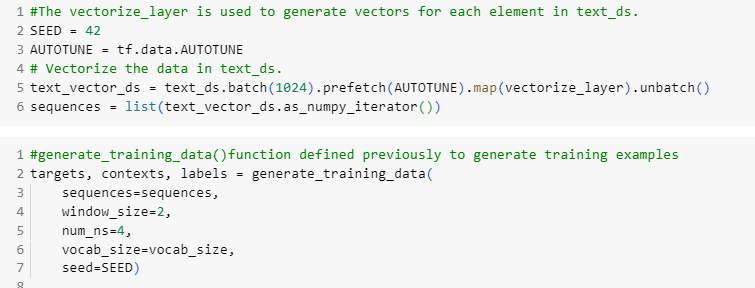 1 #The vectorize_layer is used to generate vectors for each element in text_ds.
2 SEED = 42
3 AUTOTUNE = tf.data.AUTOTUNE
4 # Vectorize the data in text_ds.
5 text_vector_ds = text_ds.batch(1024).prefetch(AUTOTUNE).map(vectorize_layer).unbatch()
6 sequences = list(text_vector_ds.as_numpy_iterator())
1 #generate_training_data()function defined previously to generate training examples
2 targets, contexts, labels = generate_training_data(
3     sequences=sequences,
4     window_size=2,
5     num_ns=4,
6     vocab_size=vocab_size,
7     seed=SEED)
8